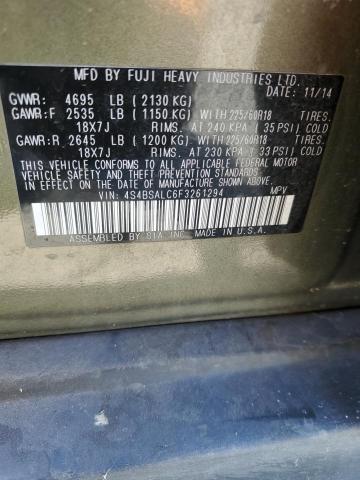 MFD BY FUJI HEAVY INDUSTRIES LTD.
DATE: 11/14
GVWR: 4695 LB (2130 KG)
GAWR:F 2535 LB (1150 KG) WITH 225/60R18 TIRES.
18X7J RIMS. AT 240 KPA (35 PSI) COLD
GAWR:R 2645 LB (1200 KG) WITH 225/60R18 TIRES.
18X7J RIMS. AT 230 KPA (33 PSI) COLD
THIS VEHICLE CONFORMS TO ALL APPLICABLE FEDERAL MOTOR
VEHICLE SAFETY STANDARDS IN EFFECT ON THE DATE OF
MANUFACTURE SHOWN ABOVE.
VIN: 4S4BSALC6F3261294 MPV
ASSEMBLED BY SIA, INC. MADE IN U.S.A.